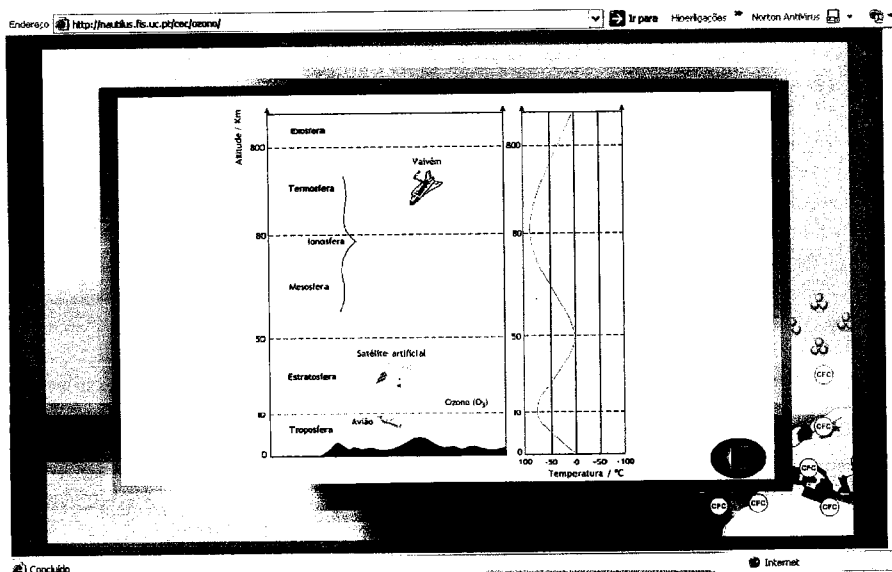 Endereço http://nautilus.fis.uc.pt/cec/ozono/ Ir para Hiperligações » Norton AntiVirus
Altitude / Km
Exosfera
800
Vaivém
Termosfera
80
Ionosfera
Mesosfera
50
Satélite artificial
Estratosfera
Ozono (O₃)
10
Avião
Troposfera
0
800
80
50
10
0
100 -50 -0 -50 -100
Temperatura / °C
CFC
CFC
CFC
CFC
CFC
CFC
Concluído
Internet